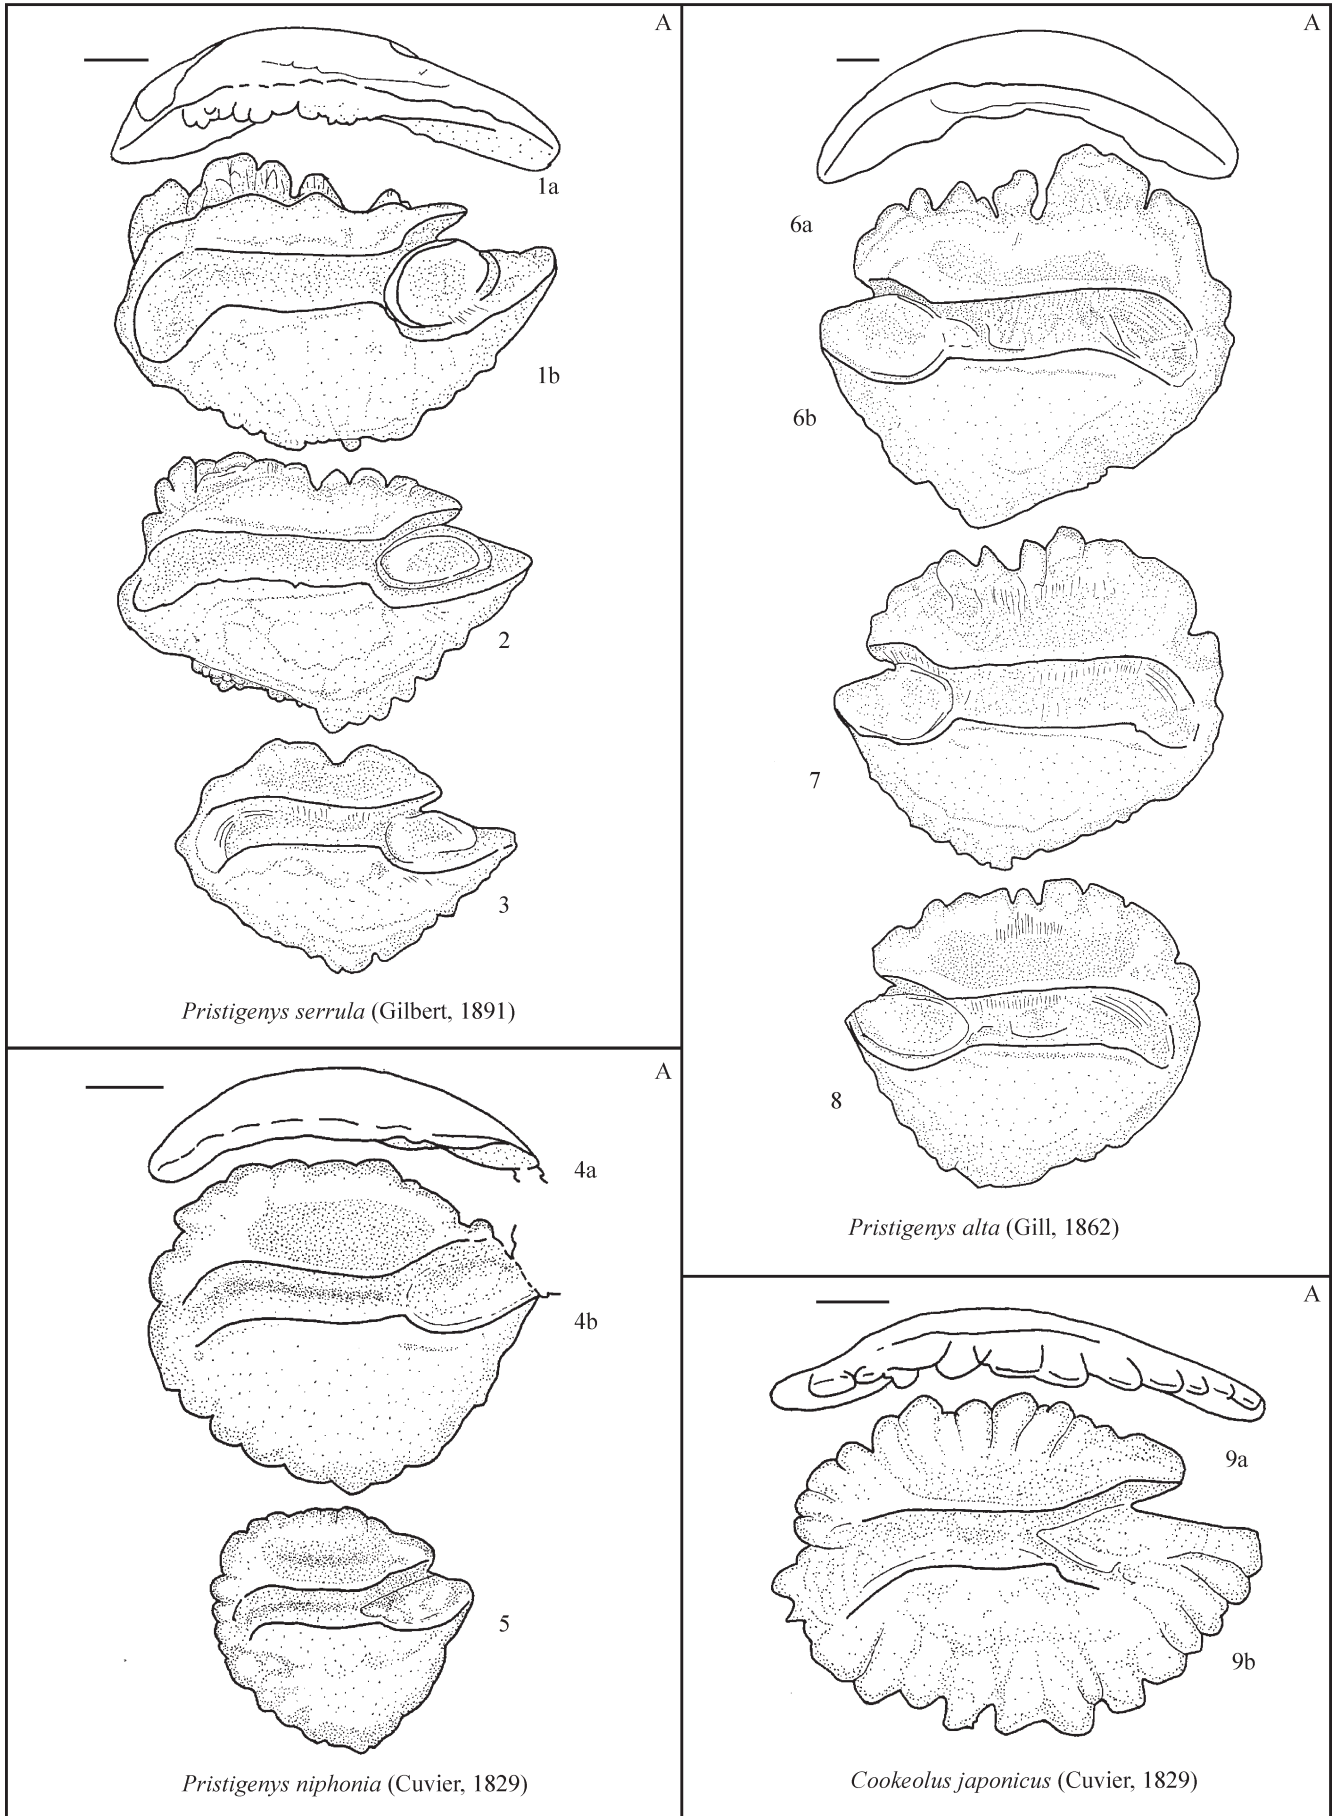 A
1a
1b
2
3
Pristigenys serrula (Gilbert, 1891)
A
4a
4b
5
Pristigenys niphonia (Cuvier, 1829)
A
6a
6b
7
8
Pristigenys alta (Gill, 1862)
A
9a
9b
Cookeolus japonicus (Cuvier, 1829)